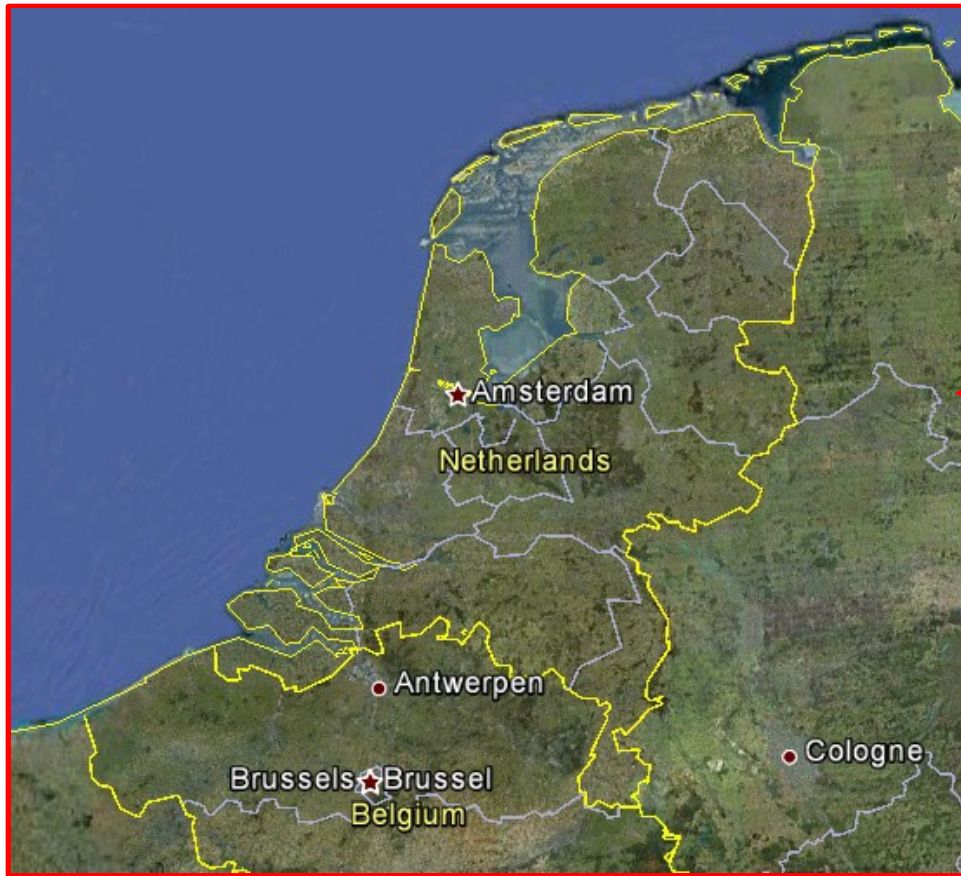 Amsterdam
Netherlands
Antwerpen
Cologne
Brussels Brussel
Belgium